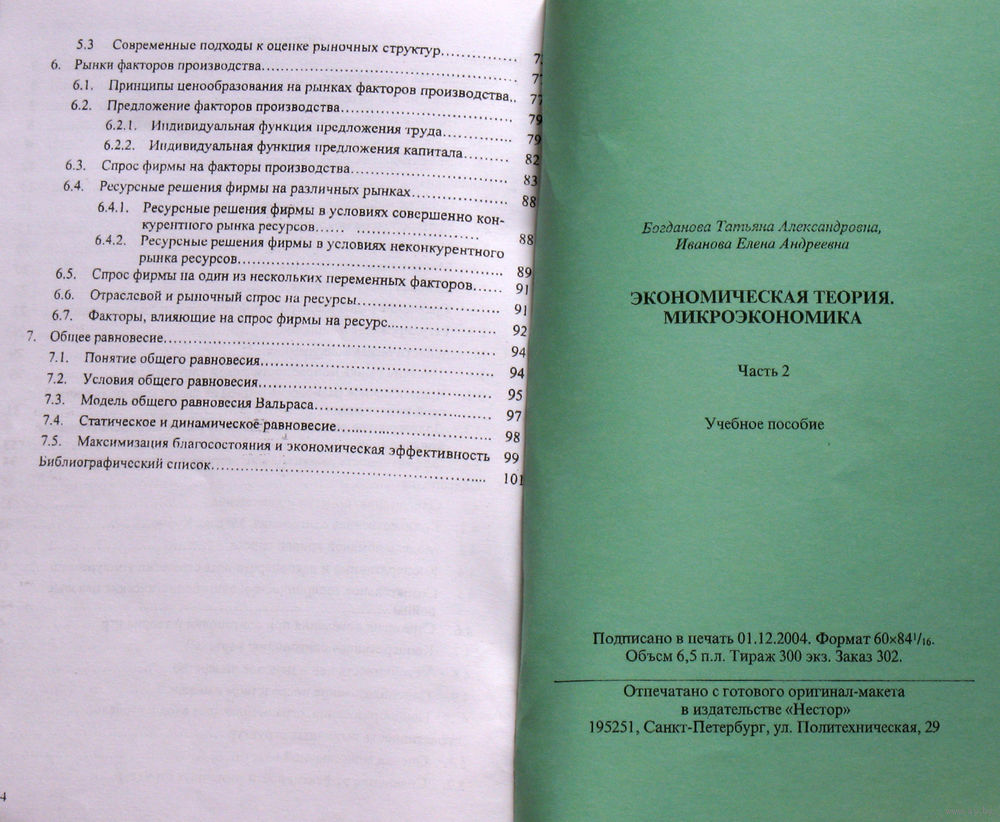 5.3 Современные подходы к оценке рыночных структур
6. Рынки факторов производства 77
6.1. Принципы ценообразования на рынках факторов производства.. 77
6.2. Предложение факторов производства 79
6.2.1. Индивидуальная функция предложения труда 79
6.2.2. Индивидуальная функция предложения капитала 82
6.3. Спрос фирмы на факторы производства 83
6.4. Ресурсные решения фирмы на различных рынках 88
6.4.1. Ресурсные решения фирмы в условиях совершенно кон-
курентного рынка ресурсов 88
6.4.2. Ресурсные решения фирмы в условиях неконкурентного
рынка ресурсов 89
6.5. Спрос фирмы на один из нескольких переменных факторов 91
6.6. Отраслевой и рыночный спрос на ресурсы 91
6.7. Факторы, влияющие на спрос фирмы на ресурс 92
7. Общее равновесие 94
7.1. Понятие общего равновесия 94
7.2. Условия общего равновесия 95
7.3. Модель общего равновесия Вальраса 97
7.4. Статическое и динамическое равновесие 98
7.5. Максимизация благосостояния и экономическая эффективность 99
Библиографический список 101
4
Богданова Татьяна Александровна,
Иванова Елена Андреевна
ЭКОНОМИЧЕСКАЯ ТЕОРИЯ.
МИКРОЭКОНОМИКА
Часть 2
Учебное пособие
Подписано в печать 01.12.2004. Формат 60×84 1/16.
Объем 6,5 п.л. Тираж 300 экз. Заказ 302.
Отпечатано с готового оригинал-макета
в издательстве «Нестор»
195251, Санкт-Петербург, ул. Политехническая, 29